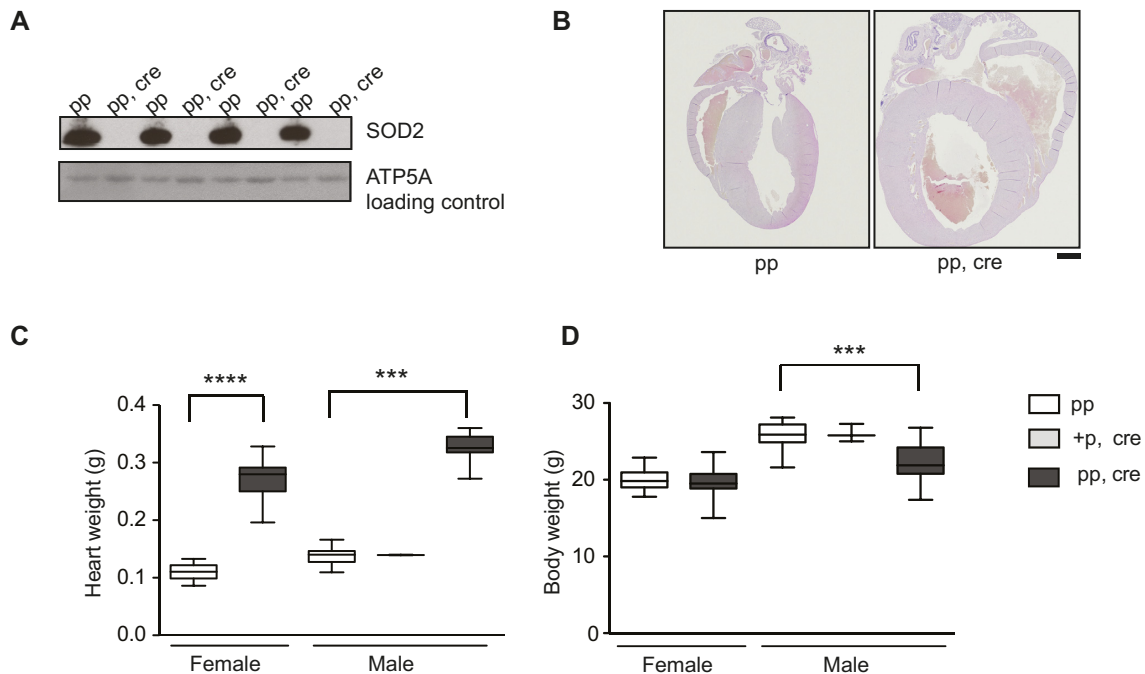 A
pp pp, cre pp pp, cre pp pp, cre pp pp, cre
SOD2
ATP5A
loading control
B
pp
pp, cre
C
****
***
Heart weight (g)
0.4
0.3
0.2
0.1
0.0
Female
Male
D
***
Body weight (g)
30
20
10
0
Female
Male
pp
+p, cre
pp, cre